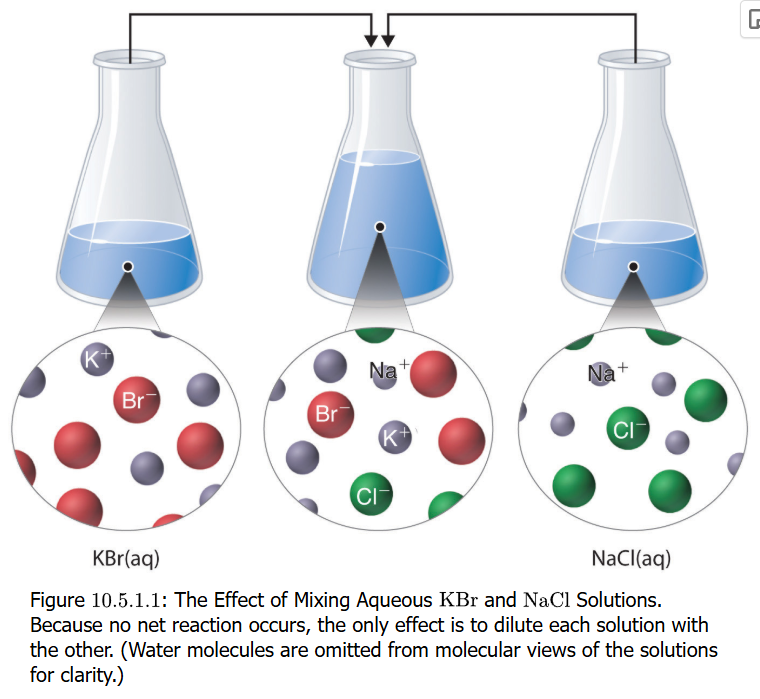 K⁺
Br⁻
Na⁺
Br⁻
K⁺
Cl⁻
Na⁺
Cl⁻
KBr(aq)
NaCl(aq)
Figure 10.5.1.1: The Effect of Mixing Aqueous KBr and NaCl Solutions.
Because no net reaction occurs, the only effect is to dilute each solution with
the other. (Water molecules are omitted from molecular views of the solutions
for clarity.)